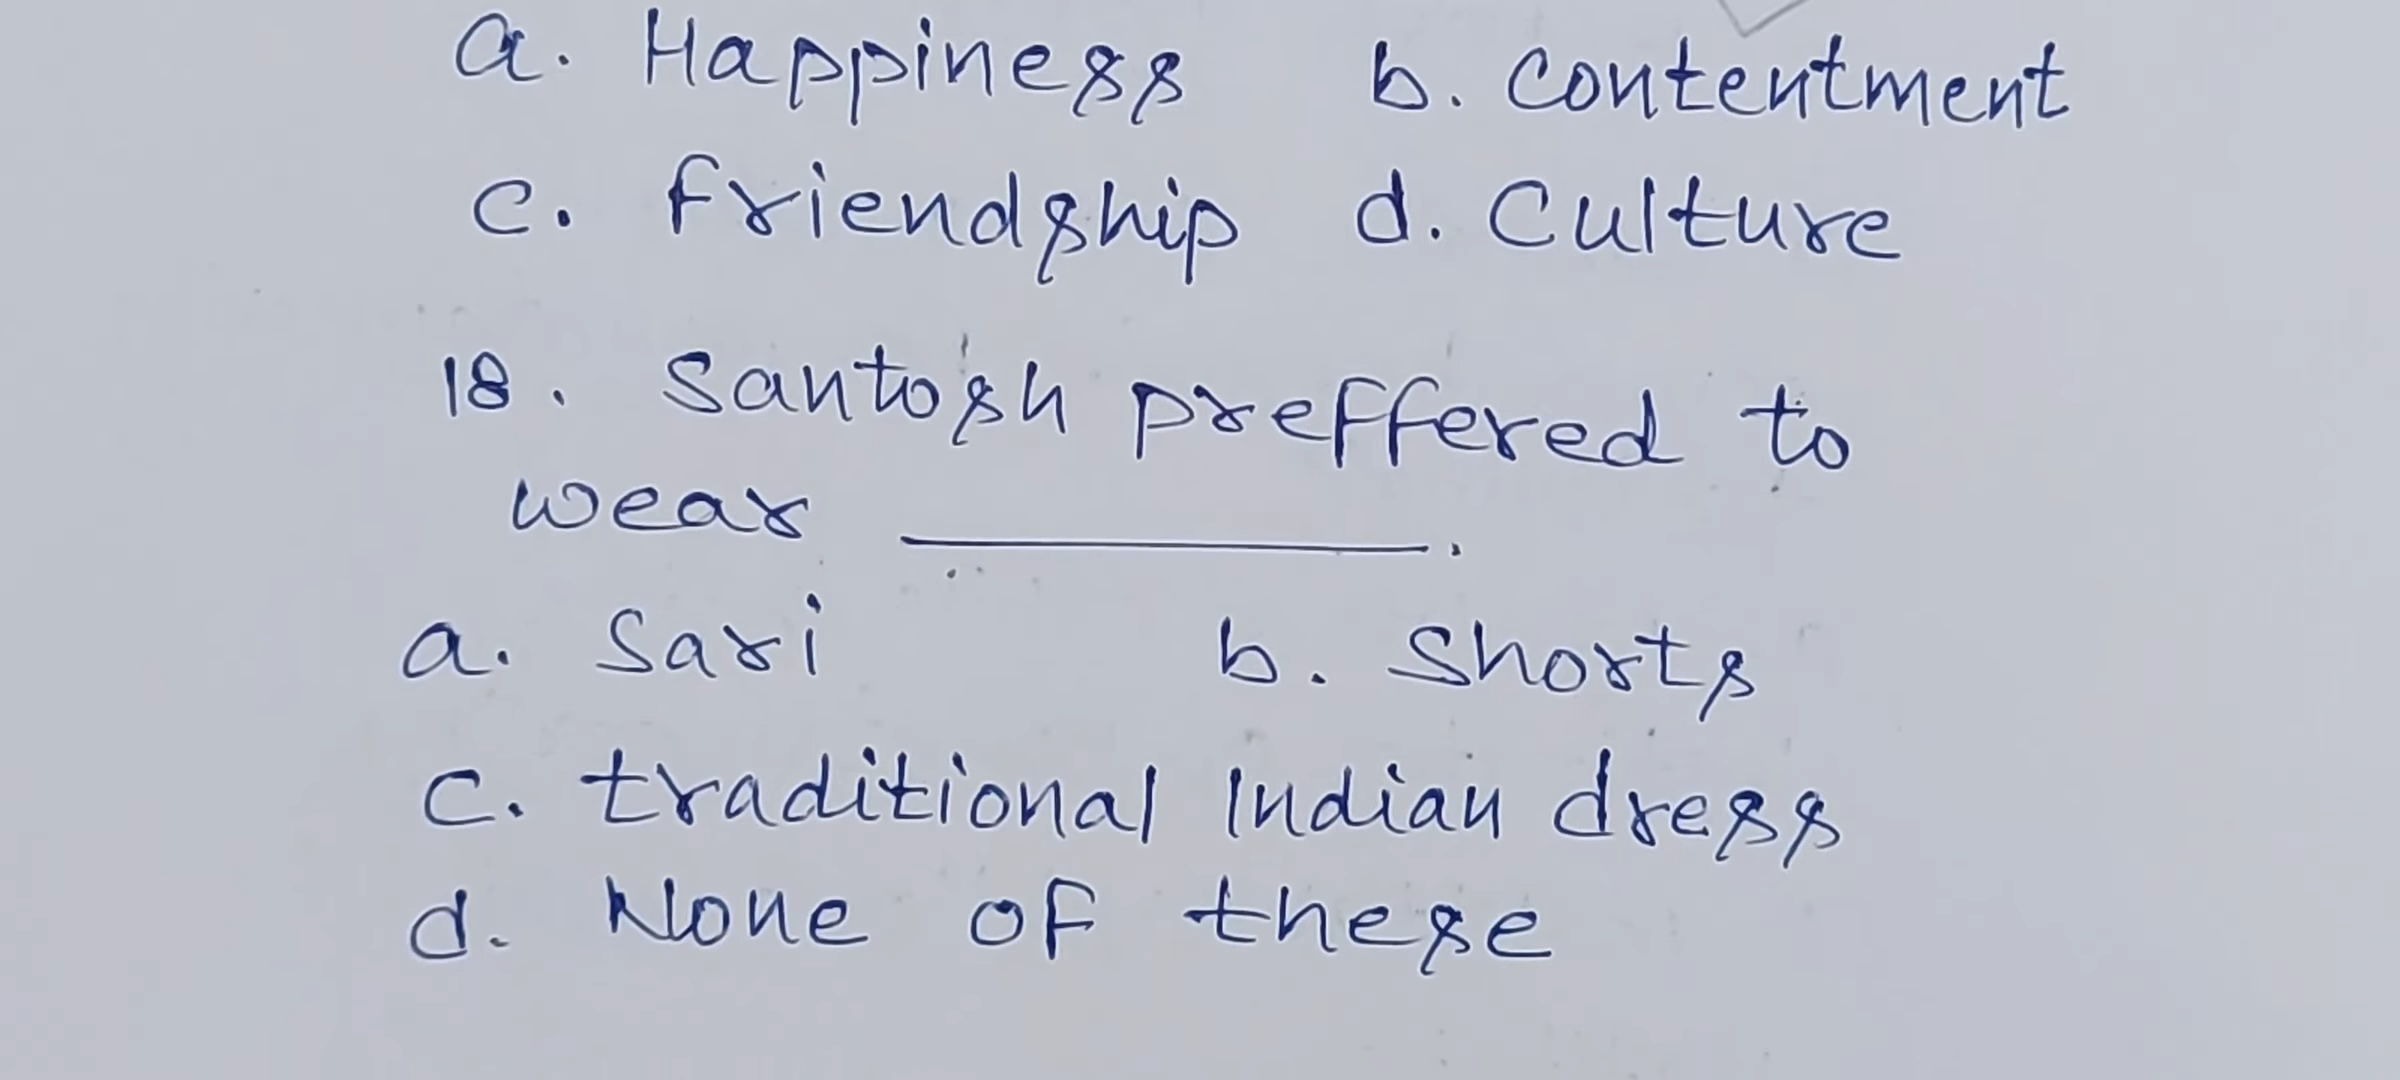 a. Happiness b. contentment
c. friendship d. Culture
18. Santosh preffered to
wear ________.
a. Sari b. Shorts
c. traditional Indian dress
d. None of these